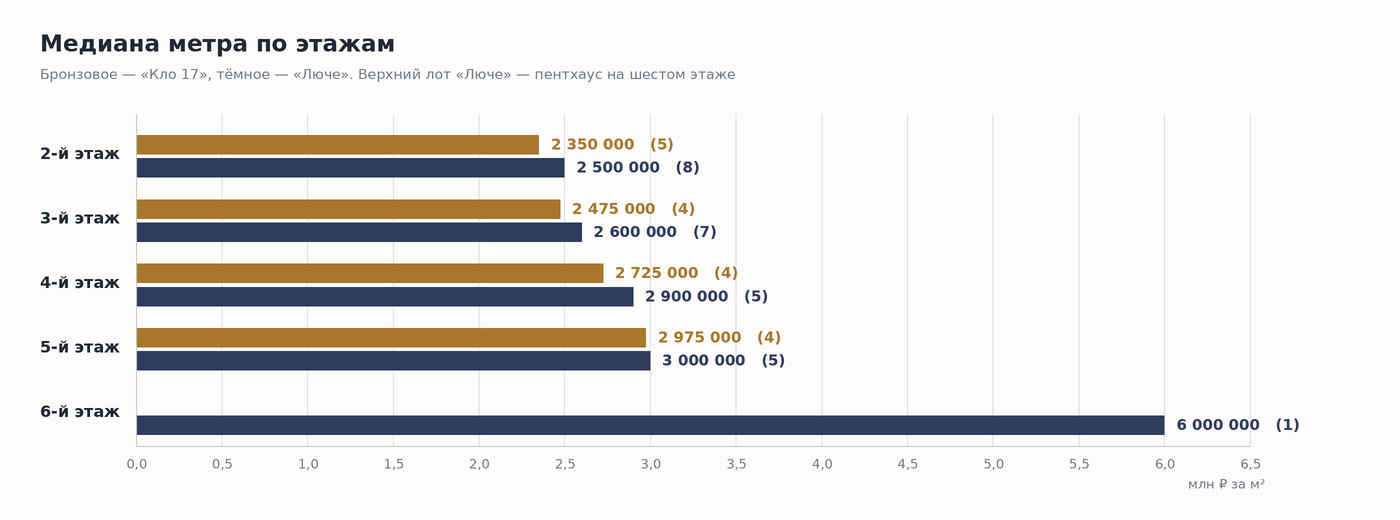 Медиана метра по этажам
Бронзовое — «Кло 17», тёмное — «Люче». Верхний лот «Люче» — пентхаус на шестом этаже
2-й этаж
2 350 000 (5)
2 500 000 (8)
3-й этаж
2 475 000 (4)
2 600 000 (7)
4-й этаж
2 725 000 (4)
2 900 000 (5)
5-й этаж
2 975 000 (4)
3 000 000 (5)
6-й этаж
6 000 000 (1)
0,0 0,5 1,0 1,5 2,0 2,5 3,0 3,5 4,0 4,5 5,0 5,5 6,0 6,5
млн ₽ за м²